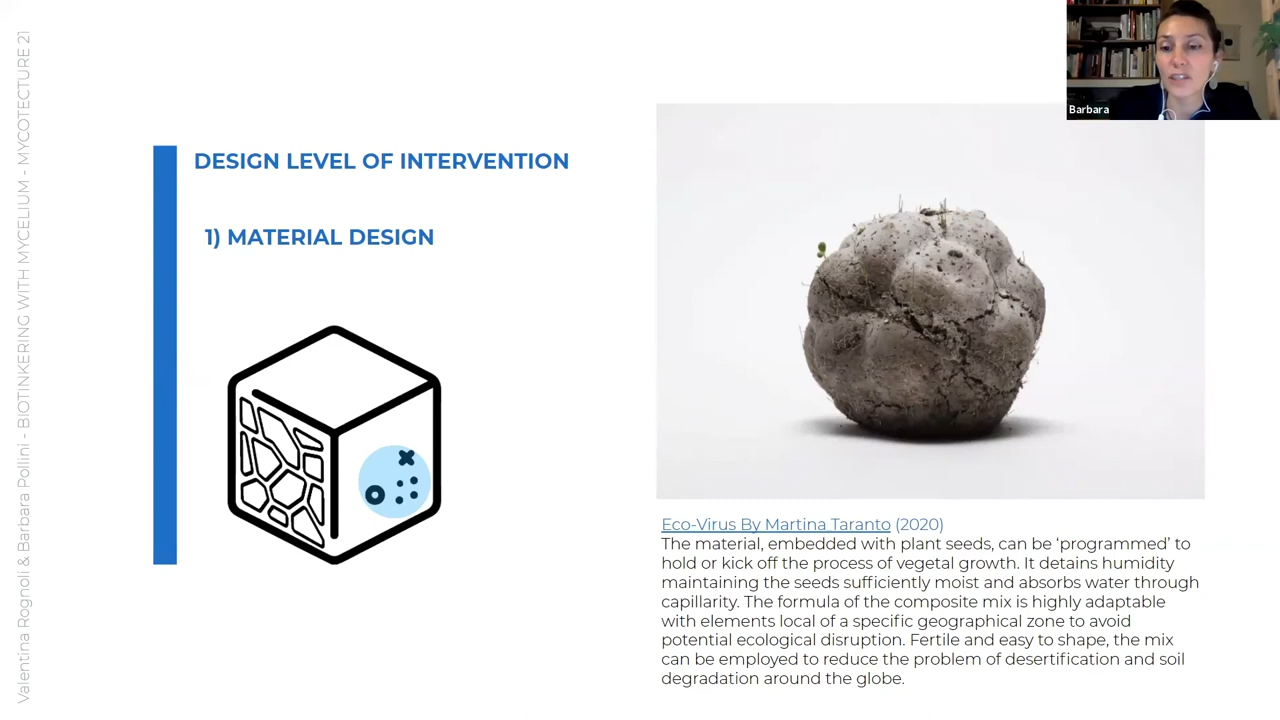 Valentina Rognoli & Barbara Pollini - BIOTINKERING WITH MYCELIUM - MYCOTECTURE 21
DESIGN LEVEL OF INTERVENTION
1) MATERIAL DESIGN
Barbara
Eco-Virus By Martina Taranto (2020)
The material, embedded with plant seeds, can be ‘programmed’ to
hold or kick off the process of vegetal growth. It detains humidity
maintaining the seeds sufficiently moist and absorbs water through
capillarity. The formula of the composite mix is highly adaptable
with elements local of a specific geographical zone to avoid
potential ecological disruption. Fertile and easy to shape, the mix
can be employed to reduce the problem of desertification and soil
degradation around the globe.